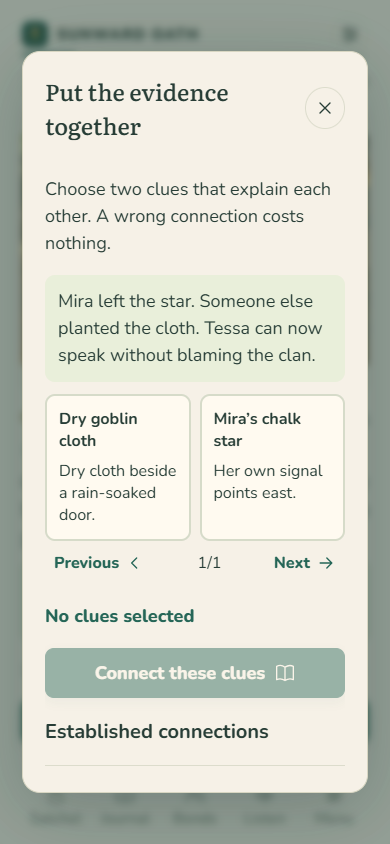 SUNWARD OATH
Put the evidence
together
Choose two clues that explain each
other. A wrong connection costs
nothing.
Mira left the star. Someone else
planted the cloth. Tessa can now
speak without blaming the clan.
Dry goblin
cloth
Dry cloth beside
a rain-soaked
door.
Mira’s chalk
star
Her own signal
points east.
Previous
1/1
Next
No clues selected
Connect these clues
Established connections